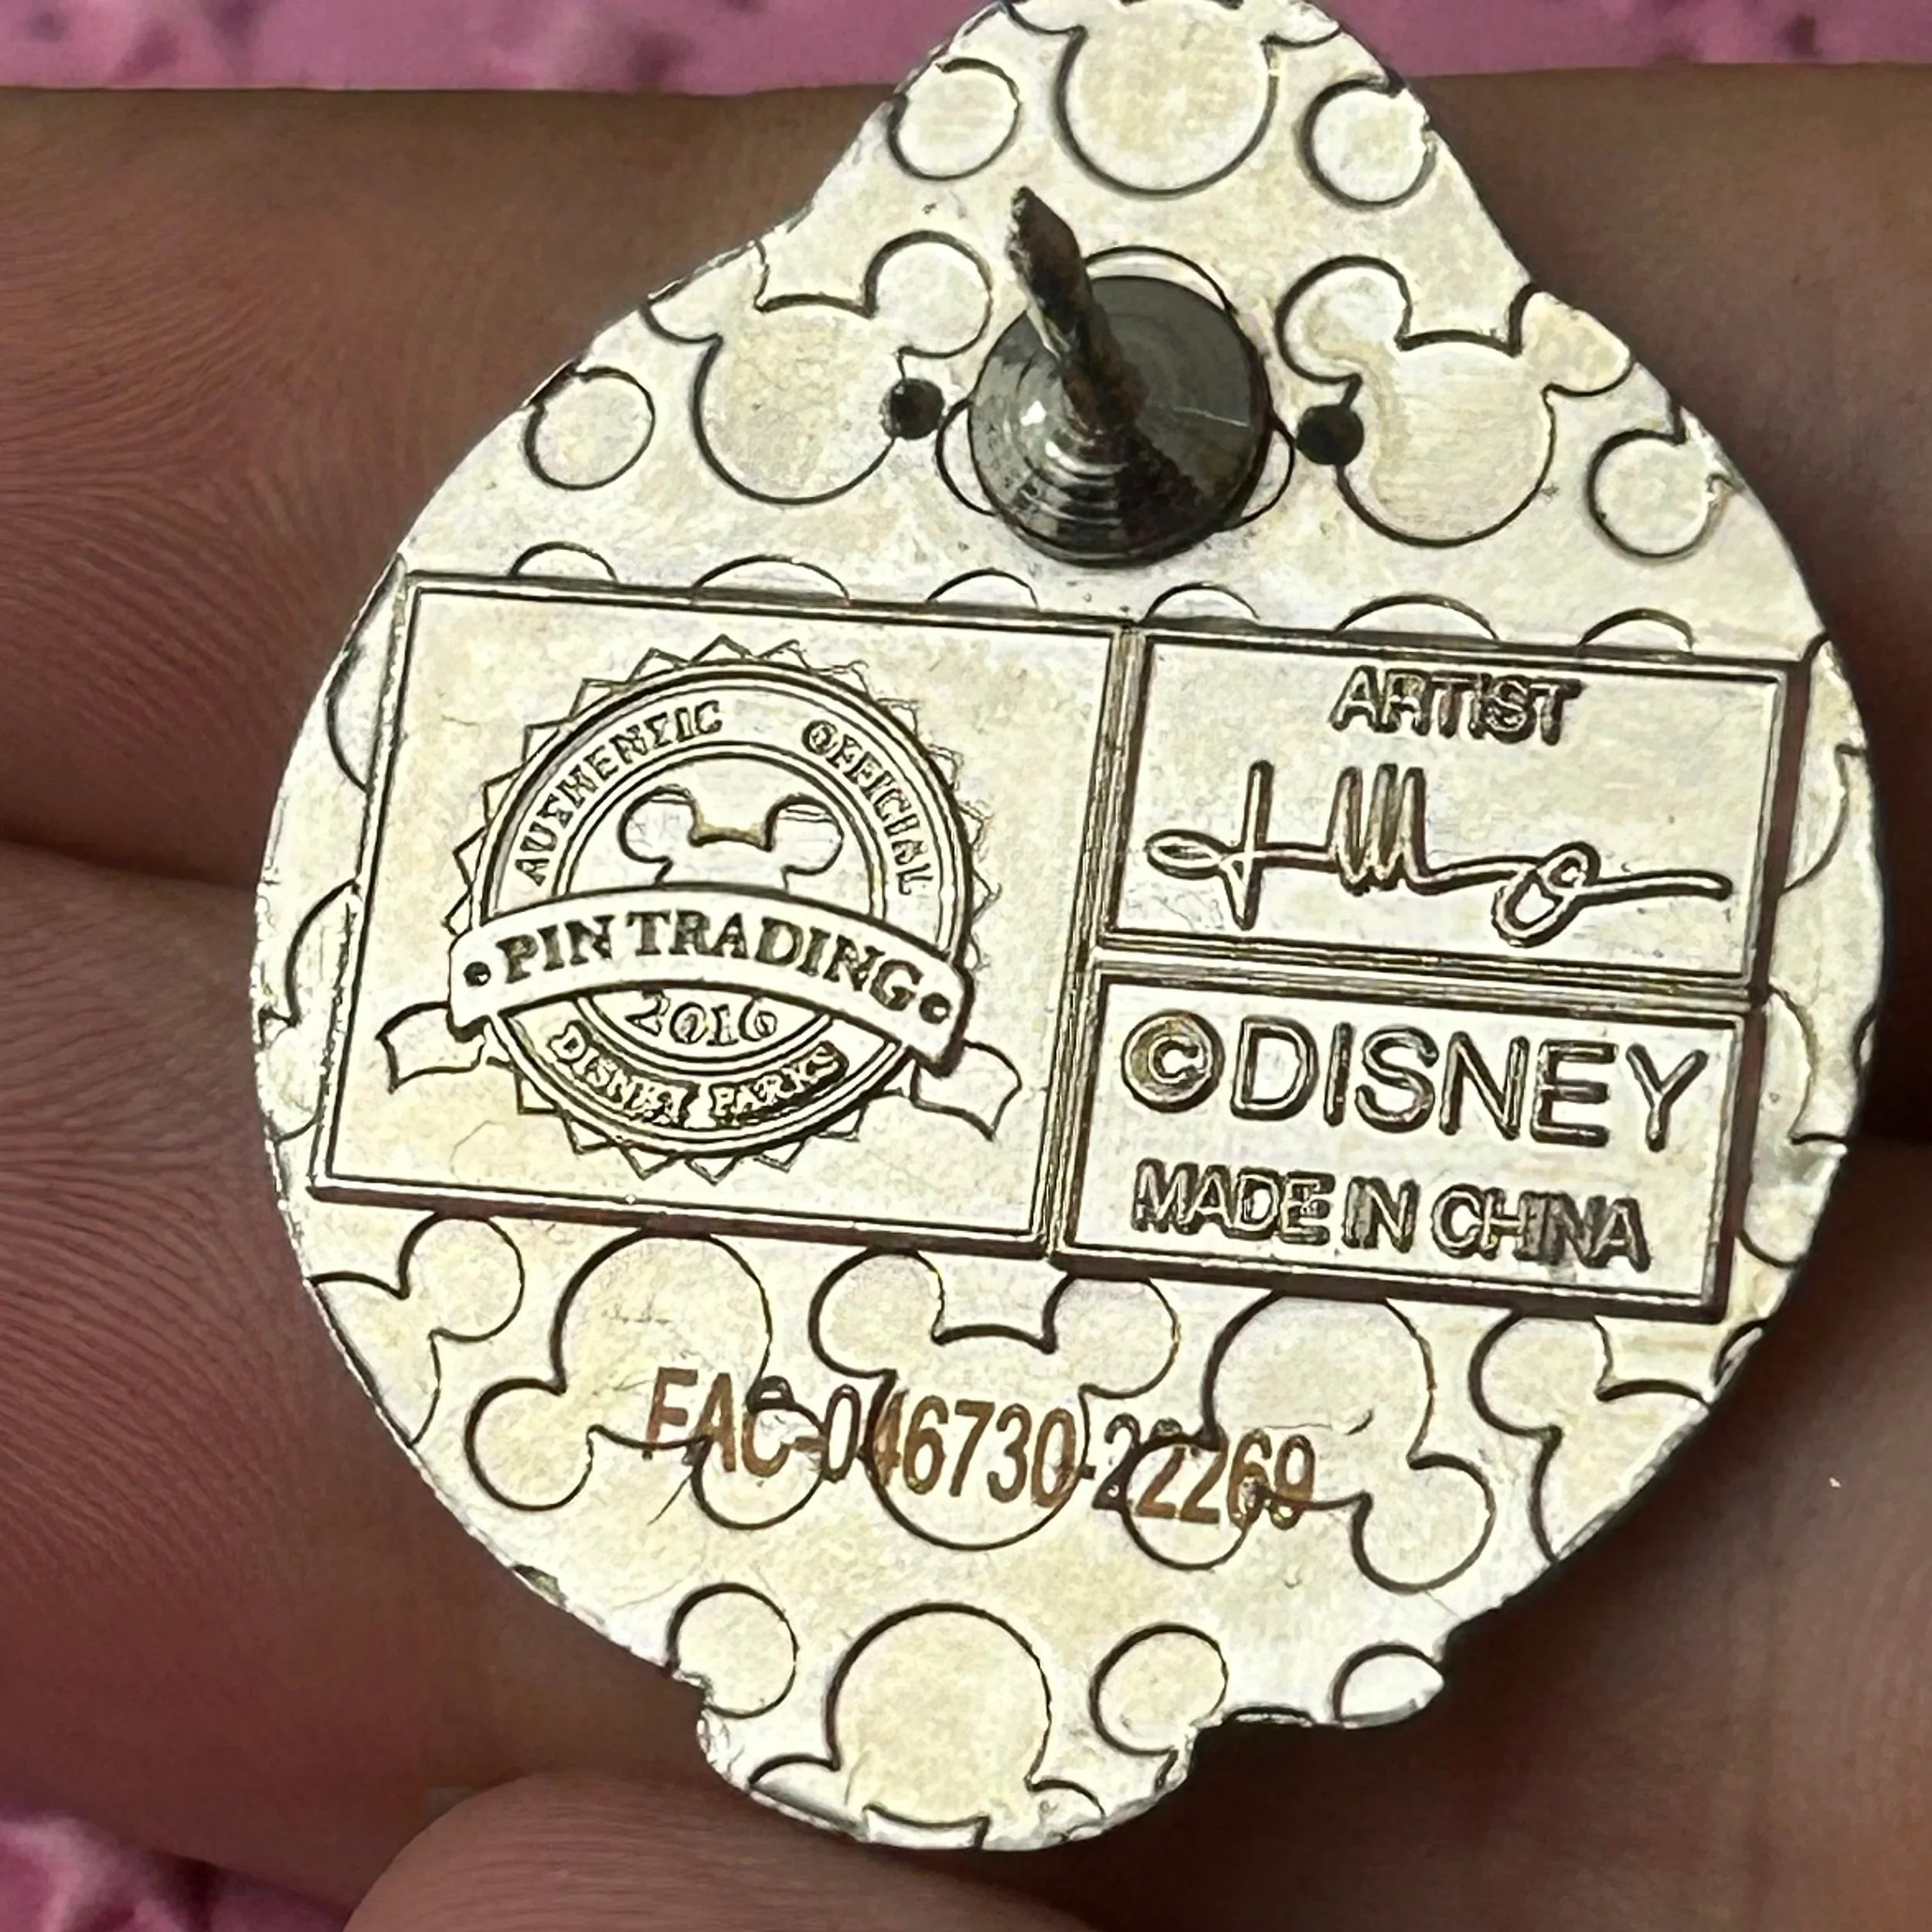 AUTHENTIC OFFICIAL
• PIN TRADING •
2016
DISNEY PARKS
ARTIST
©DISNEY
MADE IN CHINA
FAC-046730-22269